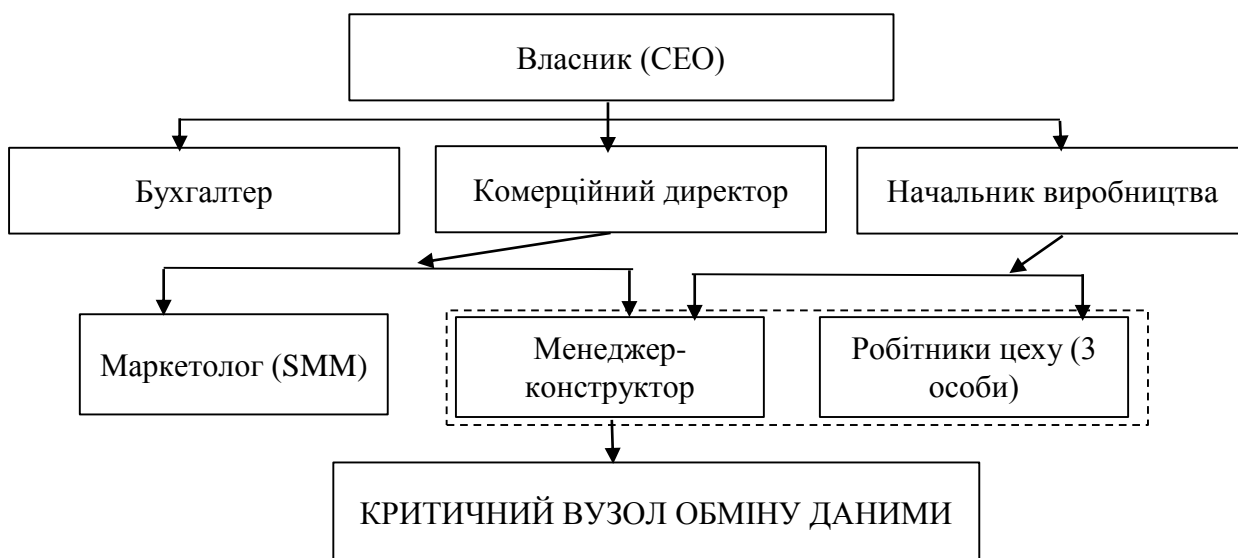 Власник (CEO)
Бухгалтер
Комерційний директор
Начальник виробництва
Маркетолог (SMM)
Менеджер-
конструктор
Робітники цеху (3
особи)
КРИТИЧНИЙ ВУЗОЛ ОБМІНУ ДАНИМИ